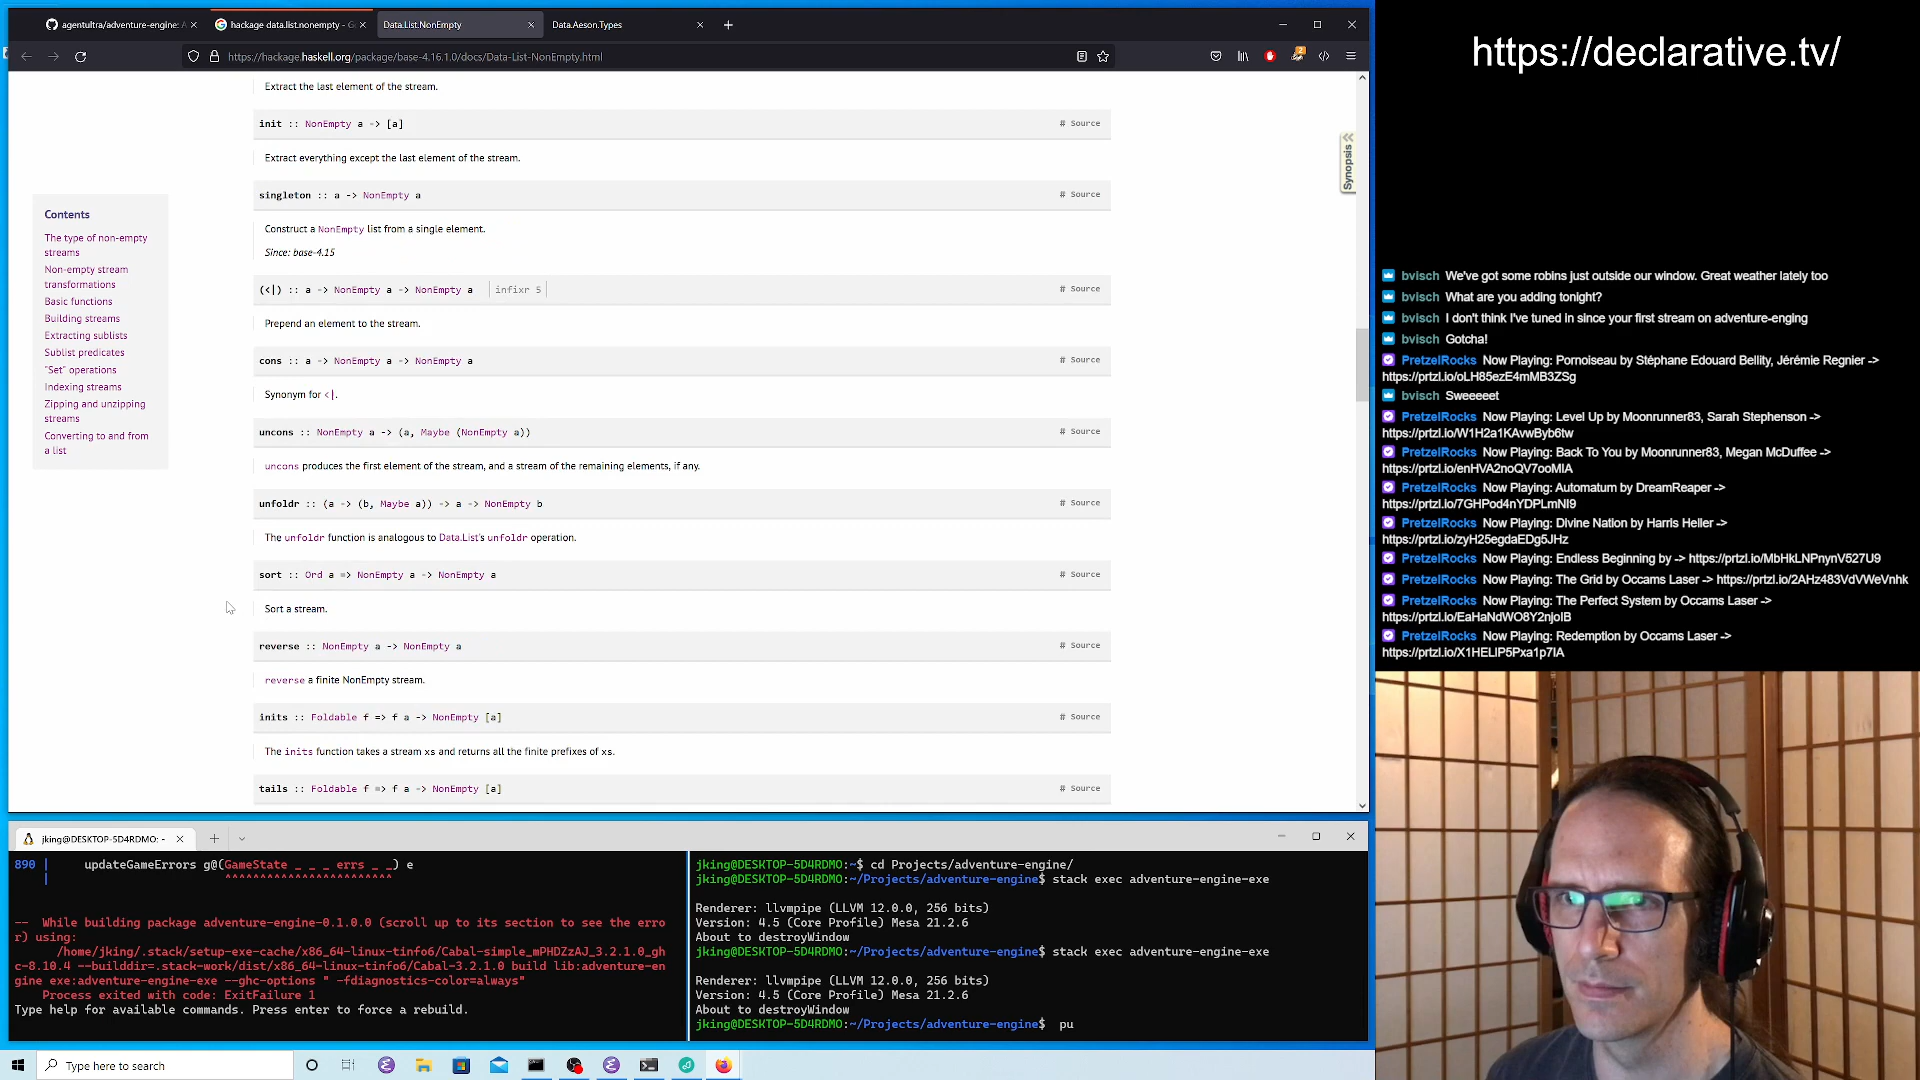 agentultra/adventure-engine: A
hackage data.list.nonempty - G
Data.List.NonEmpty
Data.Aeson.Types
https://hackage.haskell.org/package/base-4.16.1.0/docs/Data-List-NonEmpty.html
Extract the last element of the stream.
init :: NonEmpty a -> [a]
# Source
Extract everything except the last element of the stream.
singleton :: a -> NonEmpty a
# Source
Construct a NonEmpty list from a single element.
Since: base-4.15
(<|) :: a -> NonEmpty a -> NonEmpty a
infixr 5
# Source
Prepend an element to the stream.
cons :: a -> NonEmpty a -> NonEmpty a
# Source
Synonym for <|.
uncons :: NonEmpty a -> (a, Maybe (NonEmpty a))
# Source
uncons produces the first element of the stream, and a stream of the remaining elements, if any.
unfoldr :: (a -> (b, Maybe a)) -> a -> NonEmpty b
# Source
The unfoldr function is analogous to Data.List's unfoldr operation.
sort :: Ord a => NonEmpty a -> NonEmpty a
# Source
Sort a stream.
reverse :: NonEmpty a -> NonEmpty a
# Source
reverse a finite NonEmpty stream.
inits :: Foldable f => f a -> NonEmpty [a]
# Source
The inits function takes a stream xs and returns all the finite prefixes of xs.
tails :: Foldable f => f a -> NonEmpty [a]
# Source
Contents
The type of non-empty
streams
Non-empty stream
transformations
Basic functions
Building streams
Extracting sublists
Sublist predicates
"Set" operations
Indexing streams
Zipping and unzipping
streams
Converting to and from
a list
Synopsis
https://declarative.tv/
bvisch We've got some robins just outside our window. Great weather lately too
bvisch What are you adding tonight?
bvisch I don't think I've tuned in since your first stream on adventure-enging
bvisch Gotcha!
PretzelRocks Now Playing: Pornoiseau by Stéphane Edouard Bellity, Jérémie Regnier ->
https://prtzl.io/oLH85ezE4mMB3ZSg
bvisch Sweeeeet
PretzelRocks Now Playing: Level Up by Moonrunner83, Sarah Stephenson ->
https://prtzl.io/W1H2a1KAvwByb6tw
PretzelRocks Now Playing: Back To You by Moonrunner83, Megan McDuffee ->
https://prtzl.io/enHVA2noQV7ooMlA
PretzelRocks Now Playing: Automatum by DreamReaper ->
https://prtzl.io/7GHPod4nYDPLmNl9
PretzelRocks Now Playing: Divine Nation by Harris Heller ->
https://prtzl.io/zyH25egdaEDg5JHz
PretzelRocks Now Playing: Endless Beginning by -> https://prtzl.io/MbHkLNPnynV527U9
PretzelRocks Now Playing: The Grid by Occams Laser -> https://prtzl.io/2AHz483VdVWeVnhk
PretzelRocks Now Playing: The Perfect System by Occams Laser ->
https://prtzl.io/EaHaNdWO8Y2njoIB
PretzelRocks Now Playing: Redemption by Occams Laser ->
https://prtzl.io/X1HELlP5Pxa1p7lA
jking@DESKTOP-5D4RDMO: ~
890 |     updateGameErrors g@(GameState _ _ _ errs _ _) e
|                         ^^^^^^^^^^^^^^^^^^^^^^^^
--  While building package adventure-engine-0.1.0.0 (scroll up to its section to see the erro
r) using:
/home/jking/.stack/setup-exe-cache/x86_64-linux-tinfo6/Cabal-simple_mPHDZzAJ_3.2.1.0_gh
c-8.10.4 --builddir=.stack-work/dist/x86_64-linux-tinfo6/Cabal-3.2.1.0 build lib:adventure-en
gine exe:adventure-engine-exe --ghc-options " -fdiagnostics-color=always"
Process exited with code: ExitFailure 1
Type help for available commands. Press enter to force a rebuild.
jking@DESKTOP-5D4RDMO:~$ cd Projects/adventure-engine/
jking@DESKTOP-5D4RDMO:~/Projects/adventure-engine$ stack exec adventure-engine-exe
Renderer: llvmpipe (LLVM 12.0.0, 256 bits)
Version: 4.5 (Core Profile) Mesa 21.2.6
About to destroyWindow
jking@DESKTOP-5D4RDMO:~/Projects/adventure-engine$ stack exec adventure-engine-exe
Renderer: llvmpipe (LLVM 12.0.0, 256 bits)
Version: 4.5 (Core Profile) Mesa 21.2.6
About to destroyWindow
jking@DESKTOP-5D4RDMO:~/Projects/adventure-engine$  pu
Type here to search